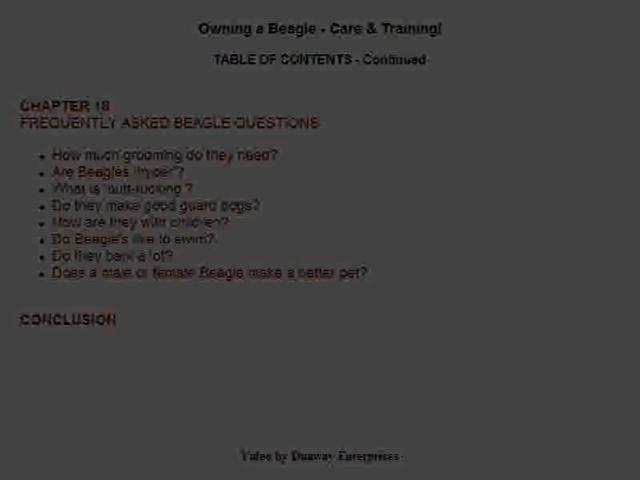 Owning a Beagle - Care & Training!
TABLE OF CONTENTS - Continued
CHAPTER 18
FREQUENTLY ASKED BEAGLE QUESTIONS
• How much grooming do they need?
• Are Beagles "hyper"?
• What is "butt-tucking"?
• Do they make good guard dogs?
• How are they with children?
• Do Beagle's like to swim?
• Do they bark a lot?
• Does a male or female Beagle make a better pet?
CONCLUSION
Video by Dunway Enterprises